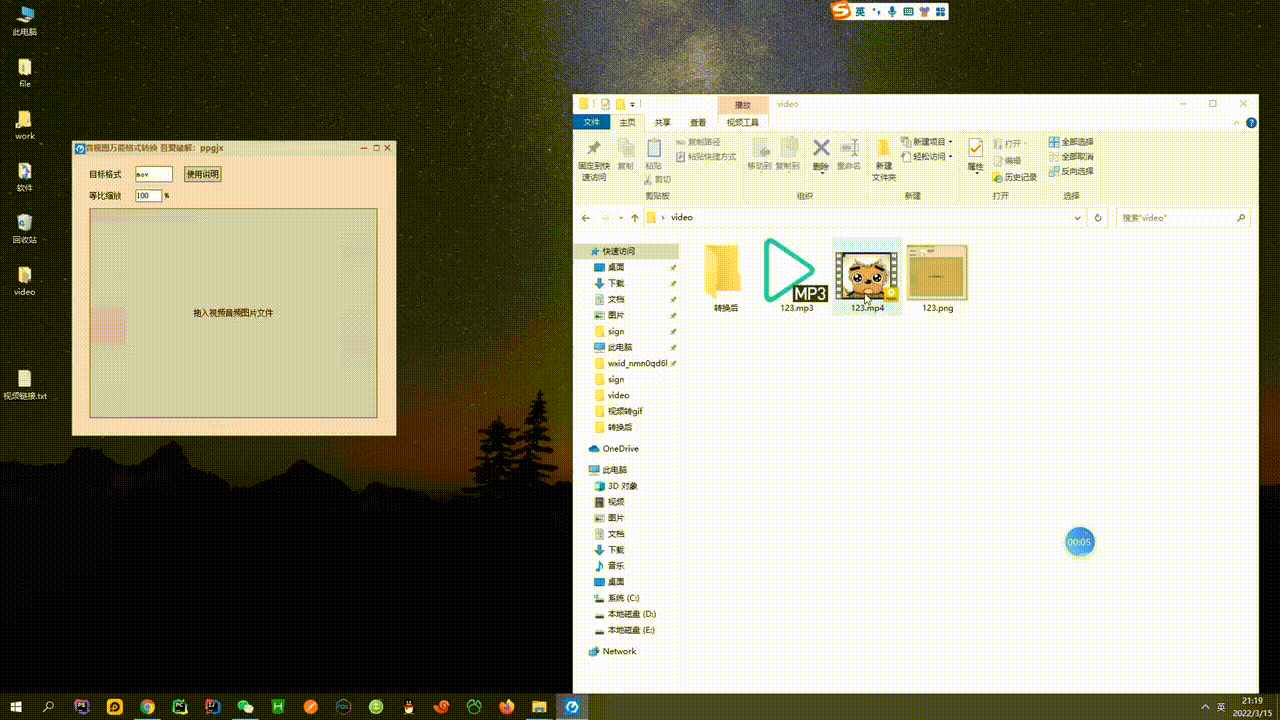 此电脑
file
work
软件
回收站
video
视频链接.txt
音视图万能格式转换 吾爱破解：ppgjx
目标格式 mov 使用说明
等比缩放 100 %
拖入视频音频图片文件
英
播放 video
文件 主页 共享 查看 视频工具
固定到快速访问
复制
粘贴
复制路径
粘贴快捷方式
剪切
剪贴板
移动到
复制到
删除
重命名
组织
新建
文件夹
新建项目
轻松访问
新建
属性
打开
编辑
历史记录
打开
全部选择
全部取消
反向选择
选择
video
搜索"video"
快速访问
桌面
下载
文档
图片
sign
此电脑
wxid_nmn0qd6l
sign
video
视频转gif
转换后
OneDrive
此电脑
3D 对象
视频
图片
文档
下载
音乐
桌面
系统 (C:)
本地磁盘 (D:)
本地磁盘 (E:)
Network
MP3
转换后
123.mp3
123.mp4
123.png
00:05
英
21:19
2022/3/15